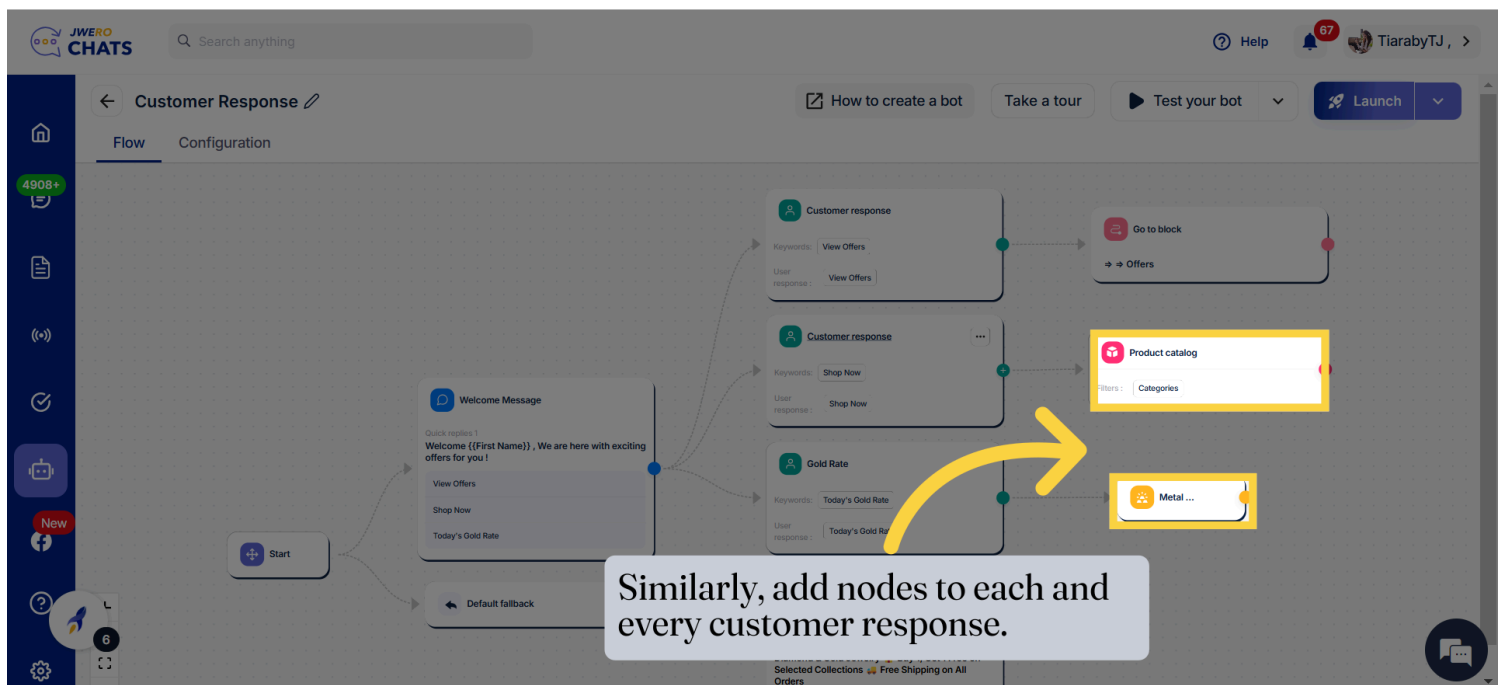 JWERO
CHATS
Search anything
Help
67
TiarabyTJ ,
Customer Response
How to create a bot
Take a tour
Test your bot
Launch
Flow
Configuration
4908+
New
6
Start
Welcome Message
Quick replies 1
Welcome {{First Name}} , We are here with exciting
offers for you !
View Offers
Shop Now
Today's Gold Rate
Default fallback
Customer response
Keywords: View Offers
User
response : View Offers
Go to block
⇒ ⇒ Offers
Customer response
Keywords: Shop Now
User
response : Shop Now
Product catalog
Filters : Categories
Gold Rate
Keywords: Today's Gold Rate
User
response : Today's Gold
Metal ...
Similarly, add nodes to each and
every customer response.
Selected Collections 🚚 Free Shipping on All
Orders